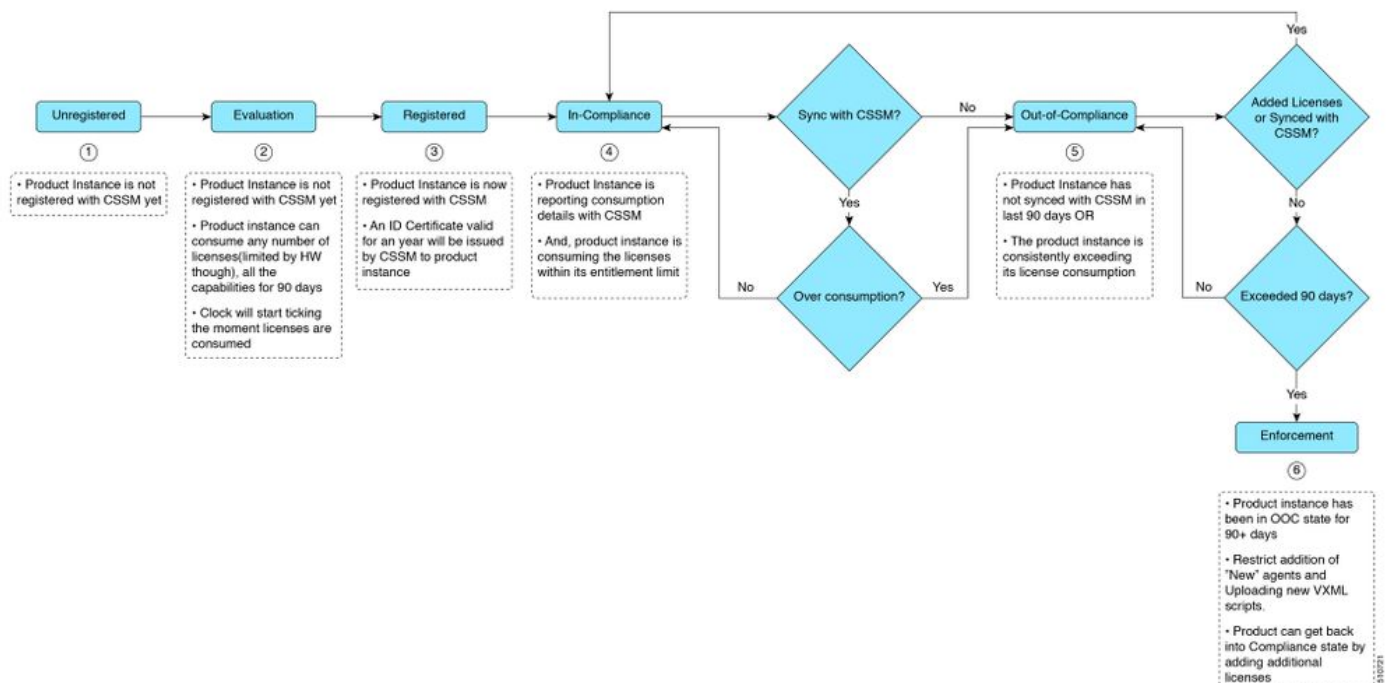 Yes
Unregistered
Evaluation
Registered
In-Compliance
Sync with CSSM?
No
Out-of-Compliance
Added Licenses
or Synced with
CSSM?
1
• Product Instance is not
registered with CSSM yet
2
• Product Instance is not
registered with CSSM yet
• Product instance can
consume any number of
licenses(limited by HW
though), all the
capabilities for 90 days
• Clock will start ticking
the moment licenses are
consumed
3
• Product Instance is now
registered with CSSM
• An ID Certificate valid
for an year will be issued
by CSSM to product
instance
4
• Product Instance is
reporting consumption
details with CSSM
• And, product instance is
consuming the licenses
within its entitlement limit
Yes
No
Over consumption?
Yes
5
• Product Instance has
not synced with CSSM in
last 90 days OR
• The product instance is
consistently exceeding
its license consumption
No
No
Exceeded 90 days?
Yes
Enforcement
6
• Product instance has
been in OOC state for
90+ days
• Restrict addition of
"New" agents and
Uploading new VXML
scripts.
• Product can get back
into Compliance state by
adding additional
licenses
510721